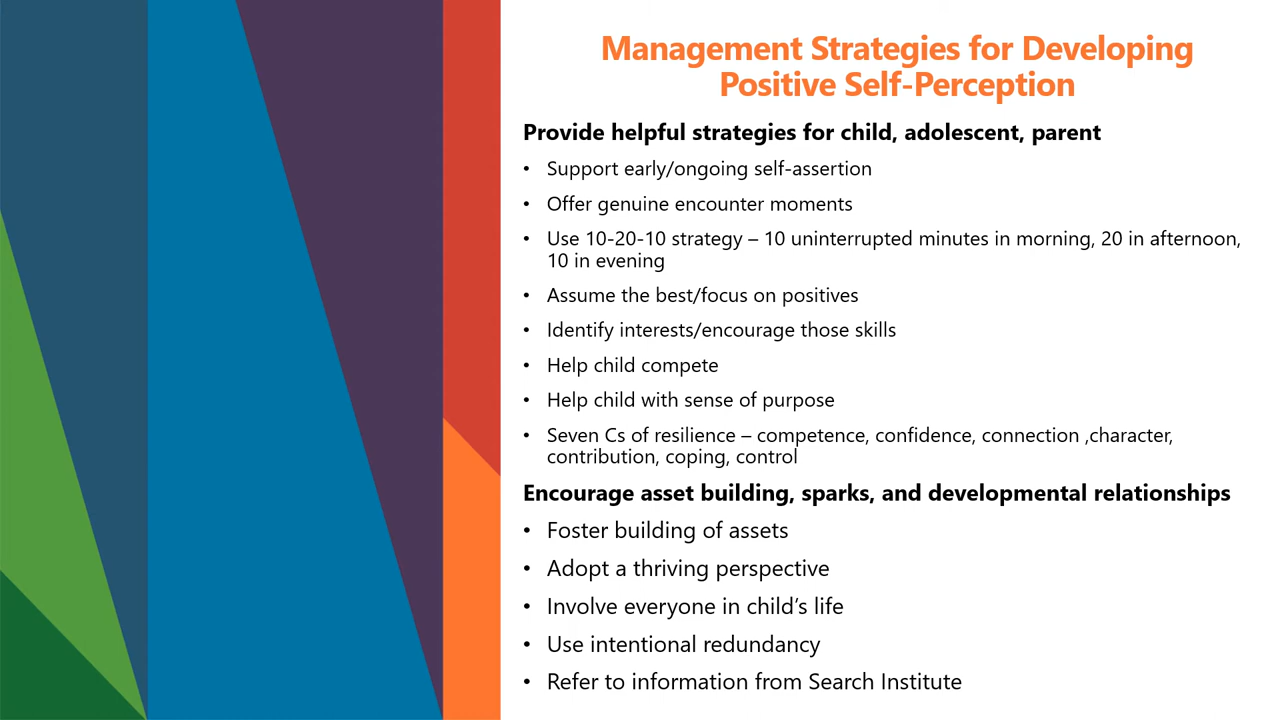 Management Strategies for Developing
Positive Self-Perception
Provide helpful strategies for child, adolescent, parent
• Support early/ongoing self-assertion
• Offer genuine encounter moments
• Use 10-20-10 strategy – 10 uninterrupted minutes in morning, 20 in afternoon,
10 in evening
• Assume the best/focus on positives
• Identify interests/encourage those skills
• Help child compete
• Help child with sense of purpose
• Seven Cs of resilience – competence, confidence, connection ,character,
contribution, coping, control
Encourage asset building, sparks, and developmental relationships
• Foster building of assets
• Adopt a thriving perspective
• Involve everyone in child’s life
• Use intentional redundancy
• Refer to information from Search Institute